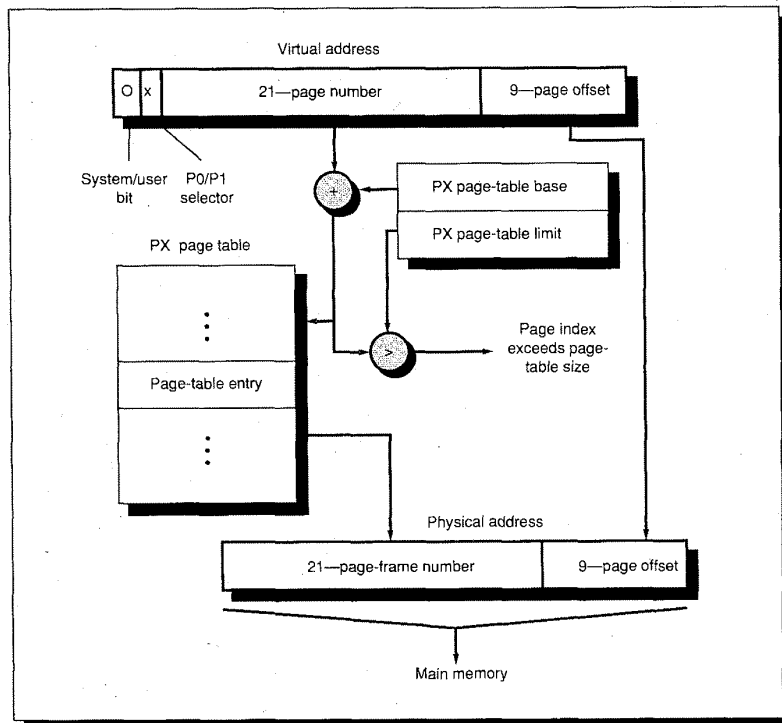 Virtual address
O x 21—page number 9—page offset
System/user
bit
P0/P1
selector
+
PX page-table base
PX page-table limit
PX page table
Page-table entry
>
Page index
exceeds page-
table size
Physical address
21—page-frame number 9—page offset
Main memory